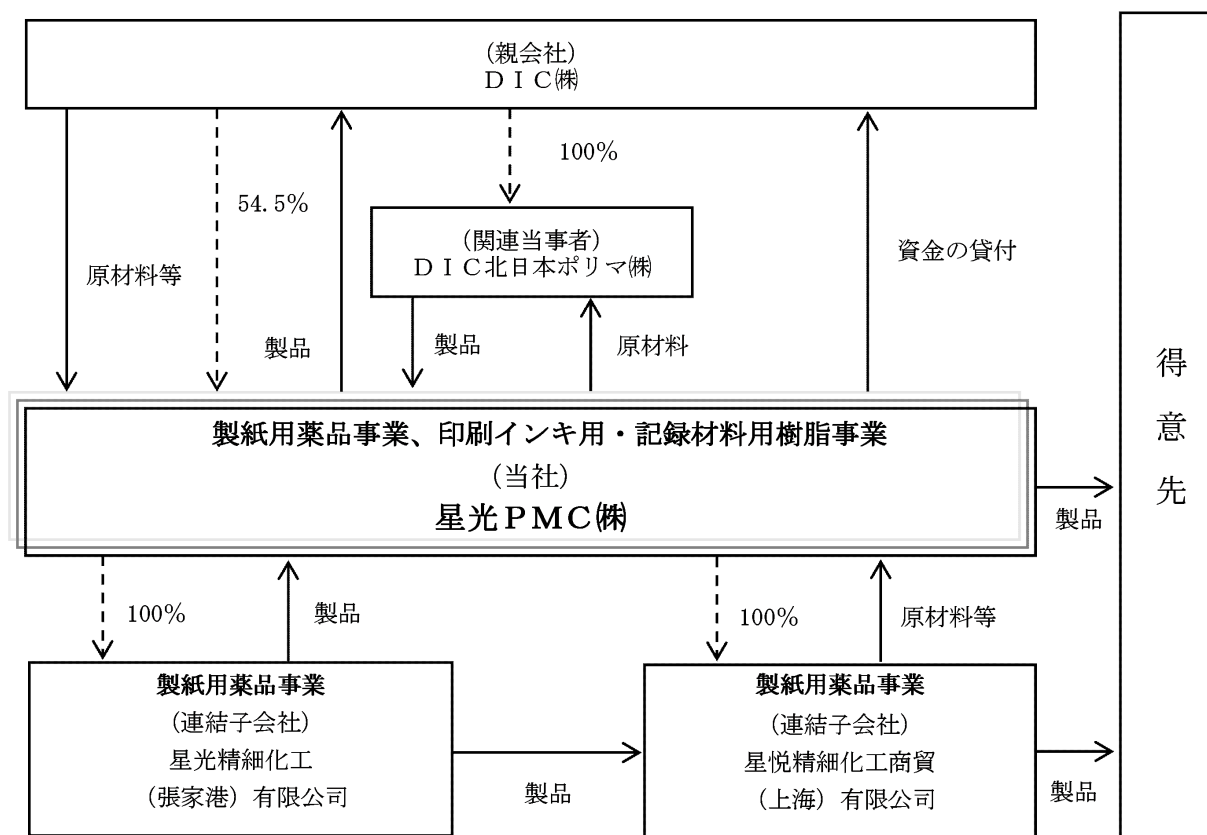 (親会社)
ＤＩＣ㈱
100%
54.5%
(関連当事者)
ＤＩＣ北日本ポリマ㈱
資金の貸付
原材料等
製品
製品
原材料
得意先
製紙用薬品事業、印刷インキ用・記録材料用樹脂事業
(当社)
星光ＰＭＣ㈱
製品
100%
製品
100%
原材料等
製紙用薬品事業
(連結子会社)
星光精細化工
(張家港）有限公司
製品
製紙用薬品事業
(連結子会社)
星悦精細化工商貿
(上海）有限公司
製品